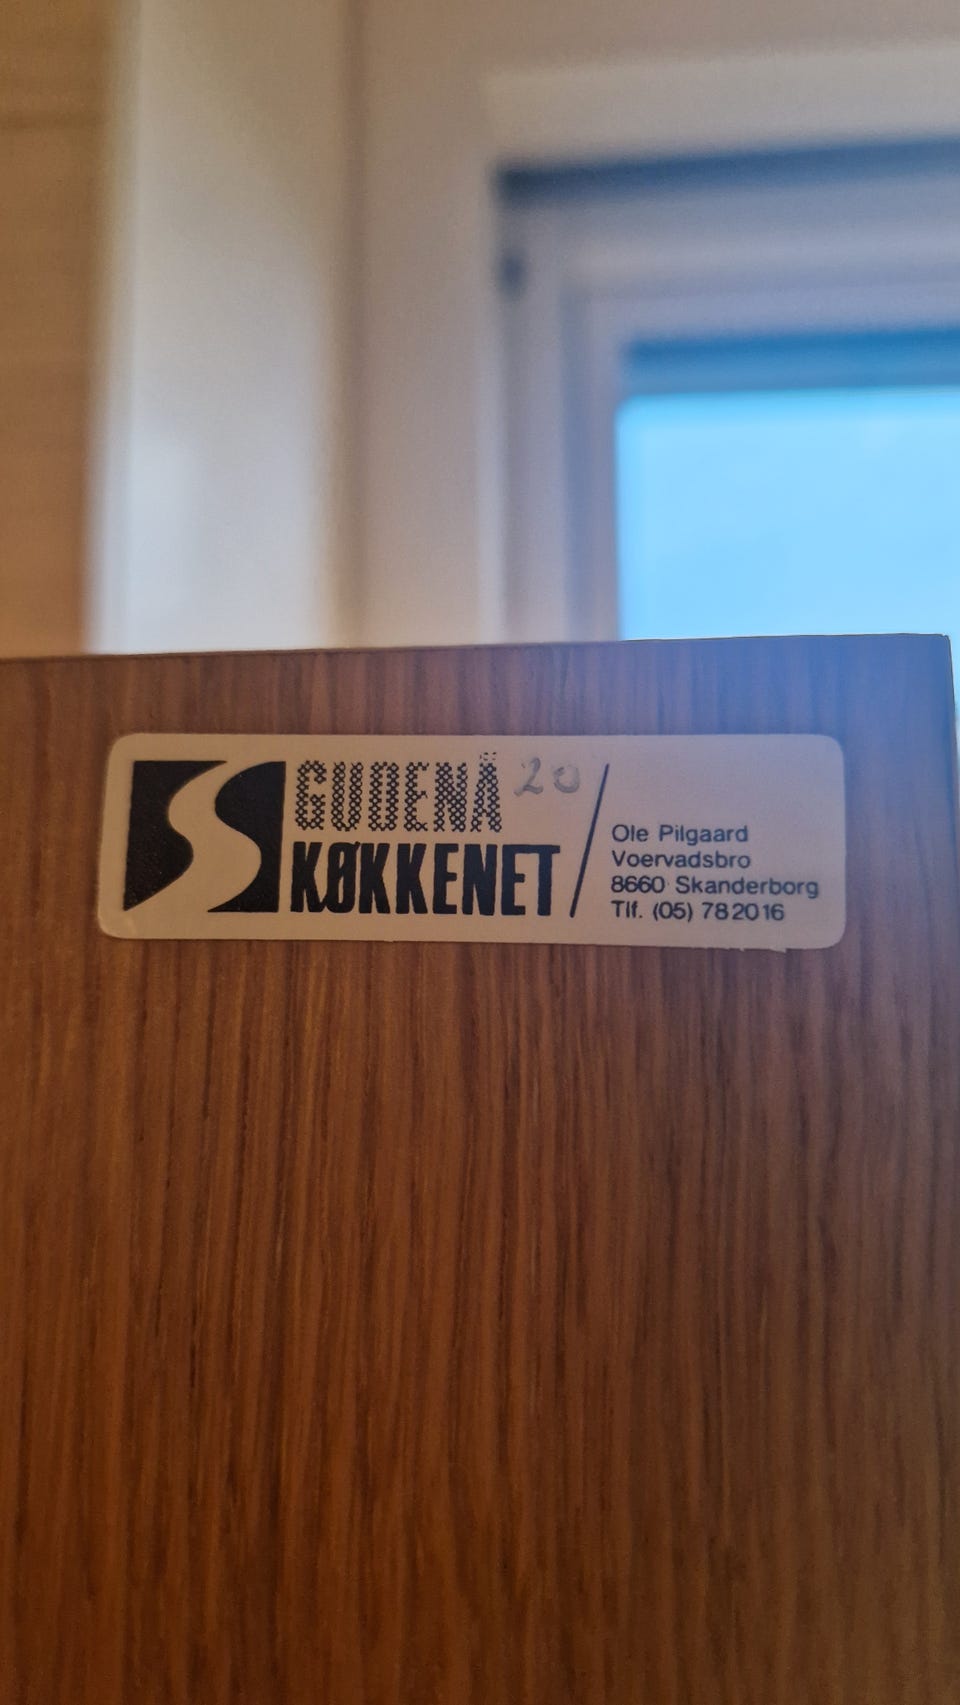 GUDENÅ 20
KØKKENET
Ole Pilgaard
Voervadsbro
8660 Skanderborg
Tlf. (05) 782016